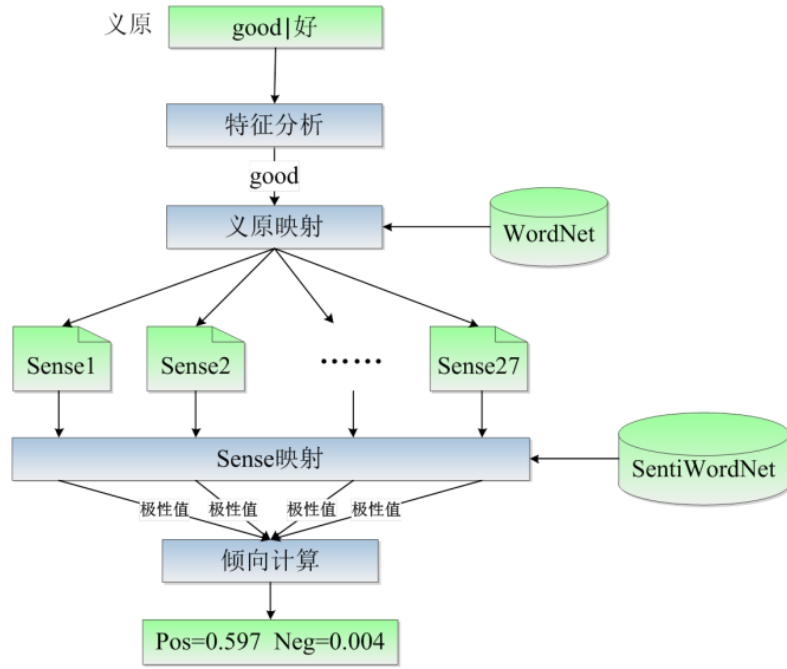 义原
good|好
特征分析
good
义原映射
WordNet
Sense1
Sense2
……
Sense27
Sense映射
SentiWordNet
极性值
极性值
极性值
极性值
倾向计算
Pos=0.597 Neg=0.004